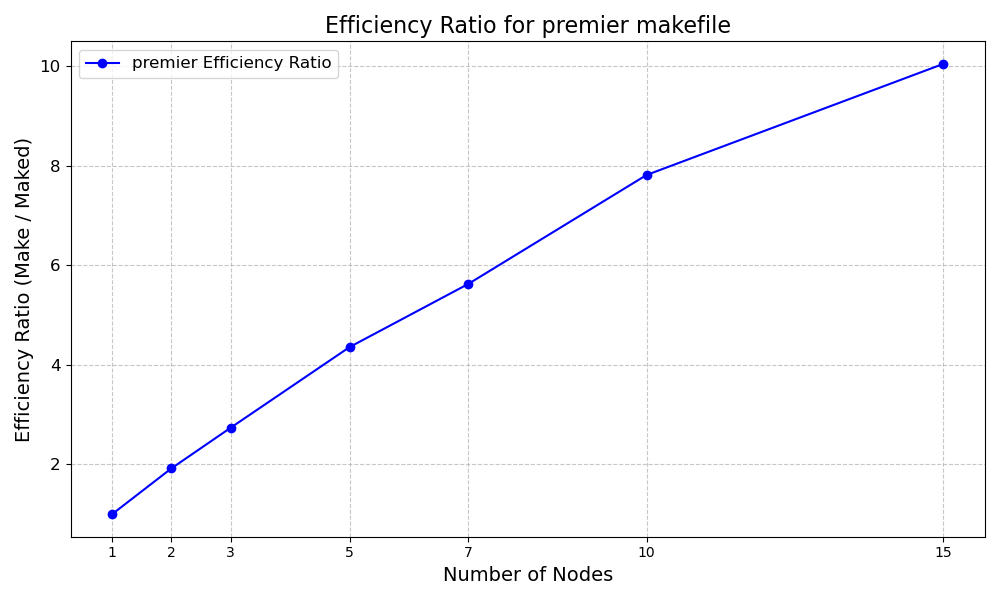 Efficiency Ratio for premier makefile
premier Efficiency Ratio
Efficiency Ratio (Make / Maked)
10
8
6
4
2
1 2 3 5 7 10 15
Number of Nodes